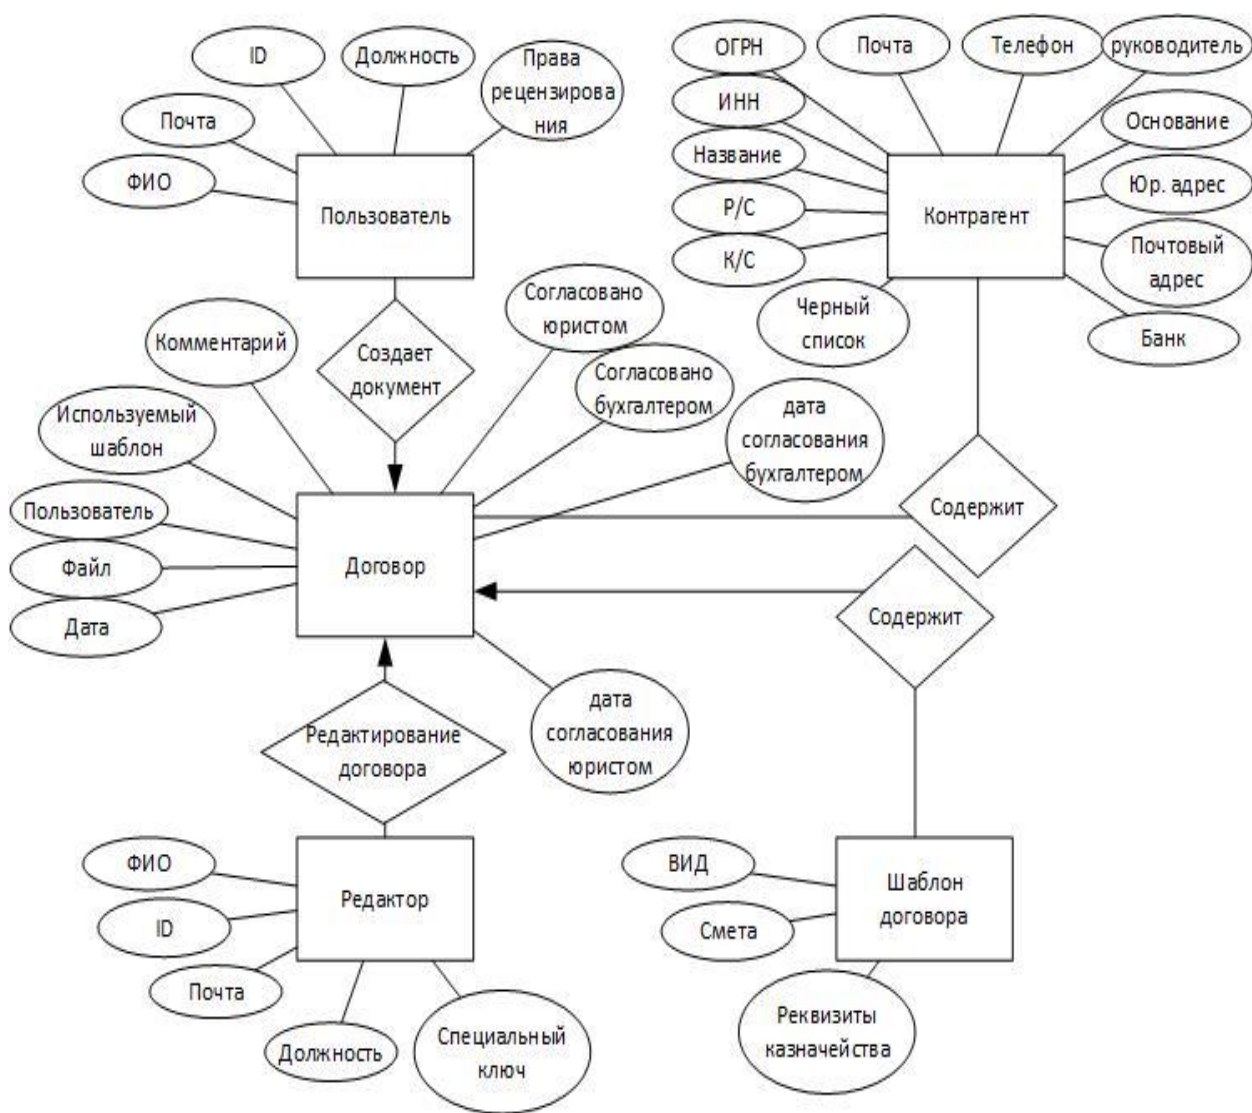 ID
Должность
Права
рецензирова
ния
Почта
ФИО
Пользователь
ОГРН
Почта
Телефон
руководитель
ИНН
Основание
Название
Юр. адрес
Р/С
Контрагент
К/С
Почтовый
адрес
Черный
список
Банк
Комментарий
Создает
документ
Согласовано
юристом
Согласовано
бухгалтером
дата
согласования
бухгалтером
Используемый
шаблон
Пользователь
Файл
Дата
Договор
Содержит
Содержит
Редактирование
договора
дата
согласования
юристом
ФИО
ID
Почта
Должность
Специальный
ключ
Редактор
ВИД
Смета
Реквизиты
казначейства
Шаблон
договора